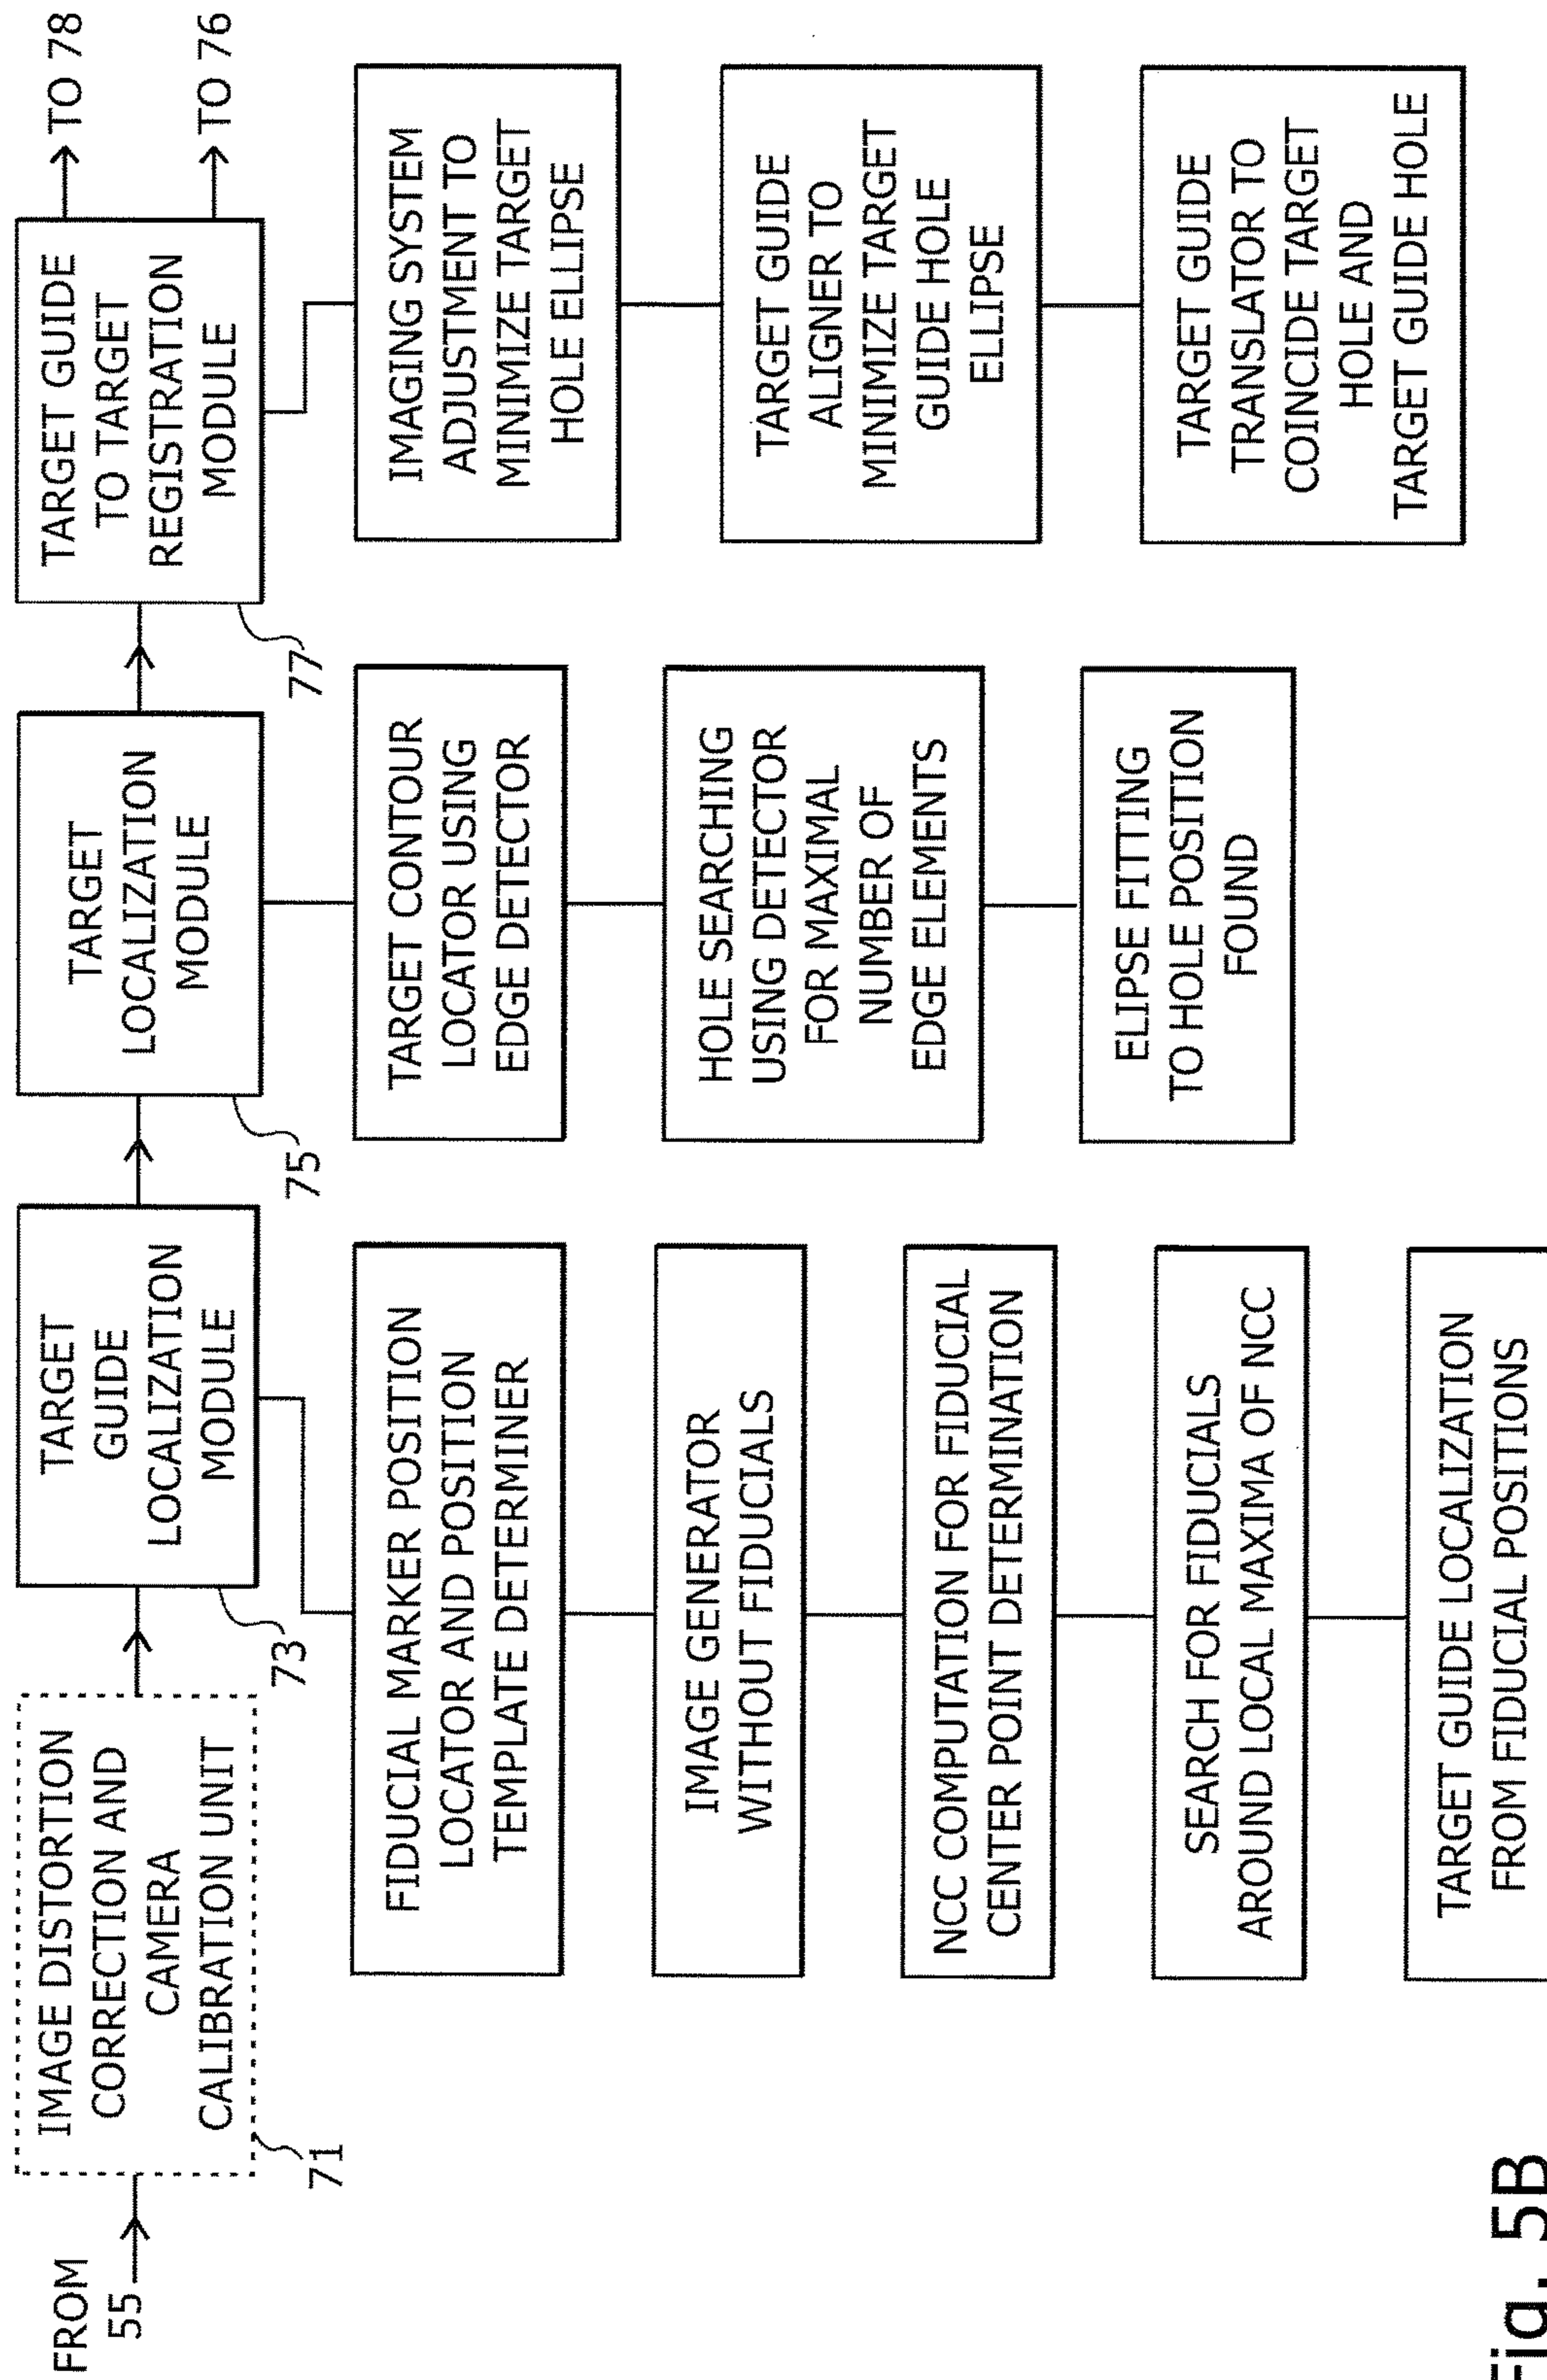 FROM
55
IMAGE DISTORTION
CORRECTION AND
CAMERA
CALIBRATION UNIT
71
TARGET
GUIDE
LOCALIZATION
MODULE
73
TARGET
LOCALIZATION
MODULE
75
TARGET GUIDE
TO TARGET
REGISTRATION
MODULE
77
TO 78
TO 76
FIDUCIAL MARKER POSITION
LOCATOR AND POSITION
TEMPLATE DETERMINER
IMAGE GENERATOR
WITHOUT FIDUCIALS
NCC COMPUTATION FOR FIDUCIAL
CENTER POINT DETERMINATION
SEARCH FOR FIDUCIALS
AROUND LOCAL MAXIMA OF NCC
TARGET GUIDE LOCALIZATION
FROM FIDUCIAL POSITIONS
TARGET CONTOUR
LOCATOR USING
EDGE DETECTOR
HOLE SEARCHING
USING DETECTOR
FOR MAXIMAL
NUMBER OF
EDGE ELEMENTS
ELIPSE FITTING
TO HOLE POSITION
FOUND
IMAGING SYSTEM
ADJUSTMENT TO
MINIMIZE TARGET
HOLE ELLIPSE
TARGET GUIDE
ALIGNER TO
MINIMIZE TARGET
GUIDE HOLE
ELLIPSE
TARGET GUIDE
TRANSLATOR TO
COINCIDE TARGET
HOLE AND
TARGET GUIDE HOLE
Fig. 5B